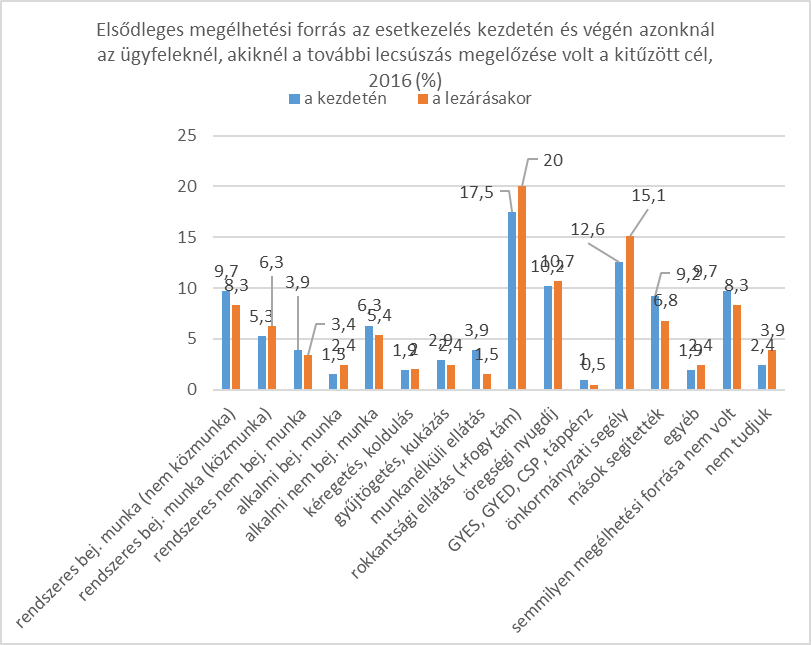 Elsődleges megélhetési forrás az esetkezelés kezdetén és végén azonknál
az ügyfeleknél, akiknél a további lecsúszás megelőzése volt a kitűzött cél,
2016 (%)
a kezdetén a lezárásakor
25
20
15
10
5
0
9,7
8,3
5,3
6,3
3,9
3,4
1,5
2,4
6,3
5,4
1,9
2
2,9
2,4
3,9
1,5
17,5
20
10,2
10,7
1
0,5
12,6
15,1
9,2
6,8
1,9
2,4
9,7
8,3
2,4
3,9
rendszeres bej. munka (nem közmunka)
rendszeres bej. munka (közmunka)
rendszeres nem bej. munka
alkalmi bej. munka
alkalmi nem bej. munka
kéregetés, koldulás
gyűjtögetés, kukázás
munkanélküli ellátás
rokkantsági ellátás (+fogy tám)
öregségi nyugdíj
GYES, GYED, CSP, táppénz
önkormányzati segély
mások segítették
egyéb
semmilyen megélhetési forrása nem volt
nem tudjuk